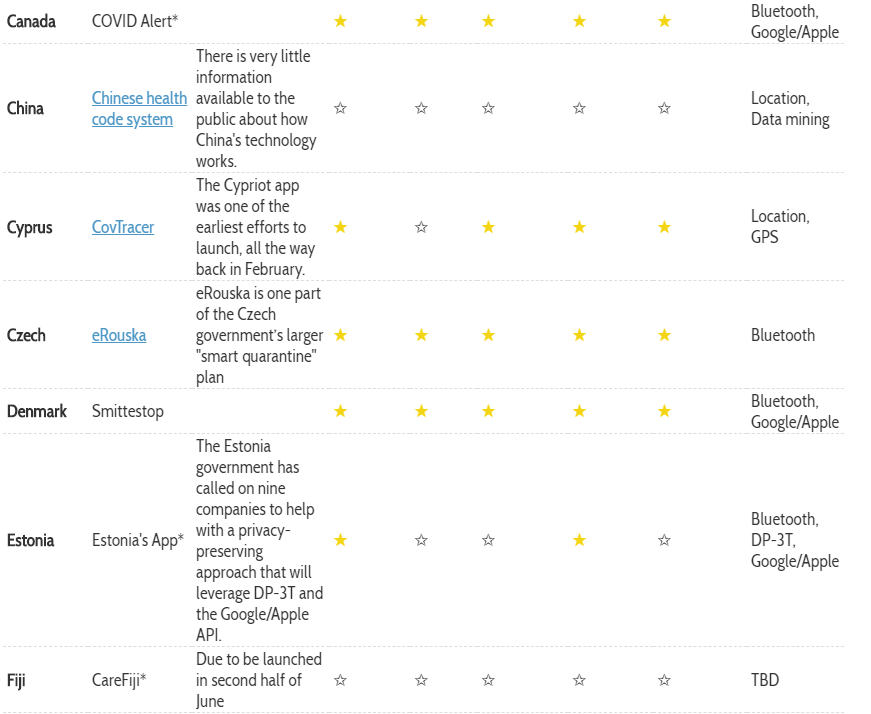 Canada COVID Alert* ★ ★ ★ ★ ★ Bluetooth,
Google/Apple
There is very little
information
Chinese health available to the Location,
China public about how ☆ ☆ ☆ ☆ ☆
code system China's technology Data mining
works.
The Cypriot app
was one of the
Cyprus CovTracer earliest efforts to ★ ☆ ★ ★ ★ Location,
launch, all the way GPS
back in February.
eRouska is one part
of the Czech
Czech eRouska government's larger ★ ★ ★ ★ ★ Bluetooth
"smart quarantine"
plan
Denmark Smittestop ★ ★ ★ ★ ★ Bluetooth,
Google/Apple
The Estonia
government has
called on nine
companies to help
with a privacy- Bluetooth,
Estonia Estonia's App* preserving ★ ☆ ☆ ★ ☆ DP-3T,
approach that will Google/Apple
leverage DP-3T and
the Google/Apple
API.
Due to be launched
Fiji CareFiji* in second half of ☆ ☆ ☆ ☆ ☆ TBD
June